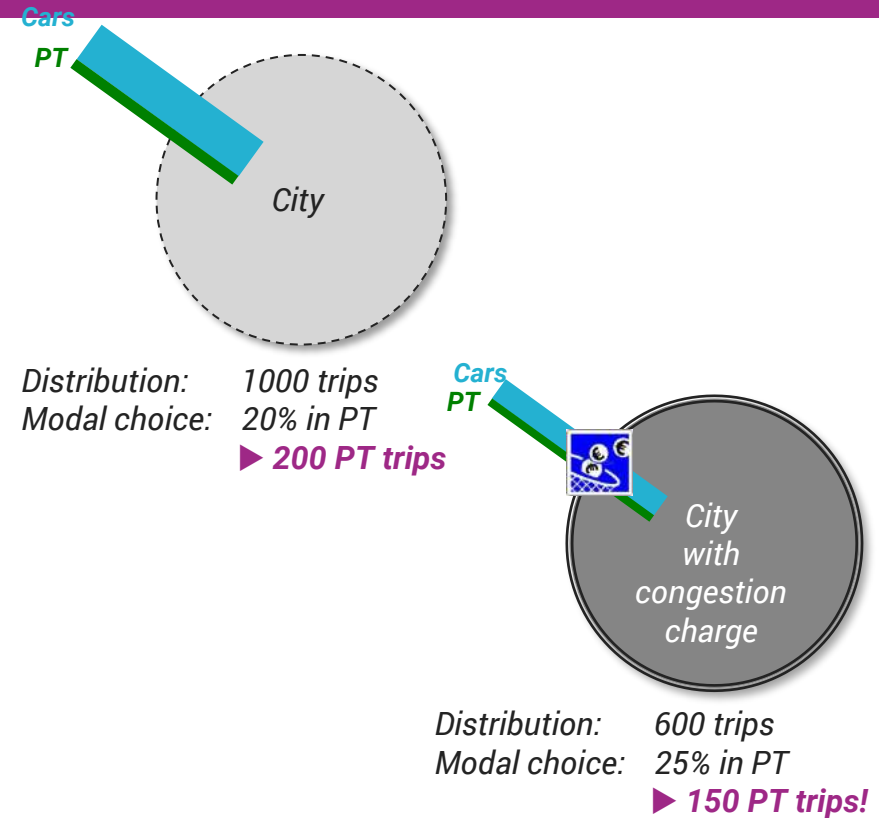 Cars
PT
City
Distribution: 1000 trips
Modal choice: 20% in PT
▶ 200 PT trips
Cars
PT
€
€
€
City
with
congestion
charge
Distribution: 600 trips
Modal choice: 25% in PT
▶ 150 PT trips!